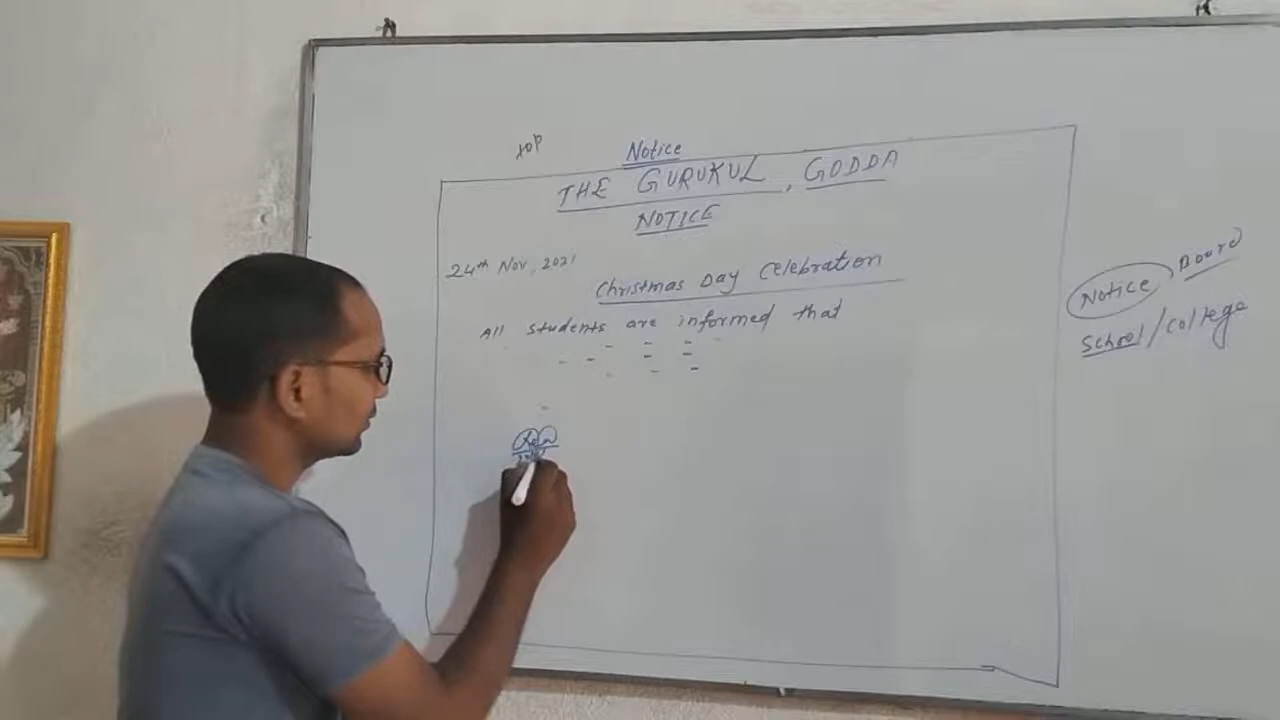 Notice
THE GURUKUL, GODDA
NOTICE
24th Nov, 2021
Christmas Day Celebration
All students are informed that
Notice Board
School/College